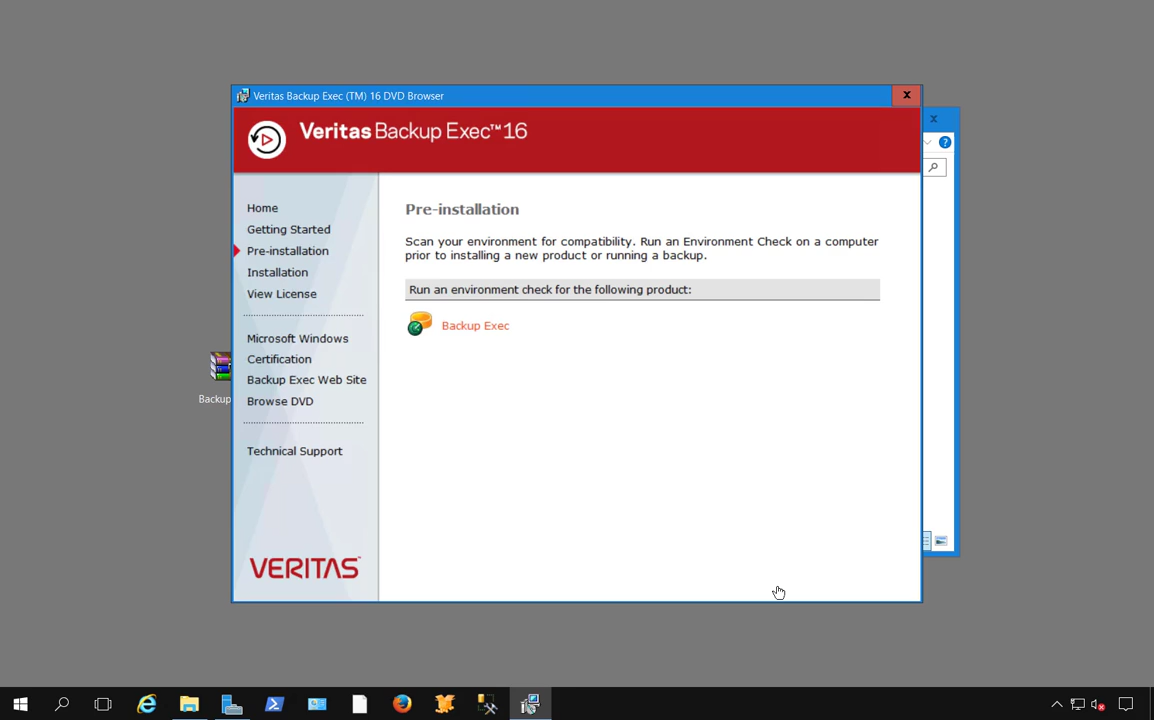 Veritas Backup Exec (TM) 16 DVD Browser
Veritas Backup Exec™16
Home
Getting Started
Pre-installation
Installation
View License
Microsoft Windows
Certification
Backup Exec Web Site
Browse DVD
Technical Support
VERITAS™
Pre-installation
Scan your environment for compatibility. Run an Environment Check on a computer
prior to installing a new product or running a backup.
Run an environment check for the following product:
Backup Exec
Backup